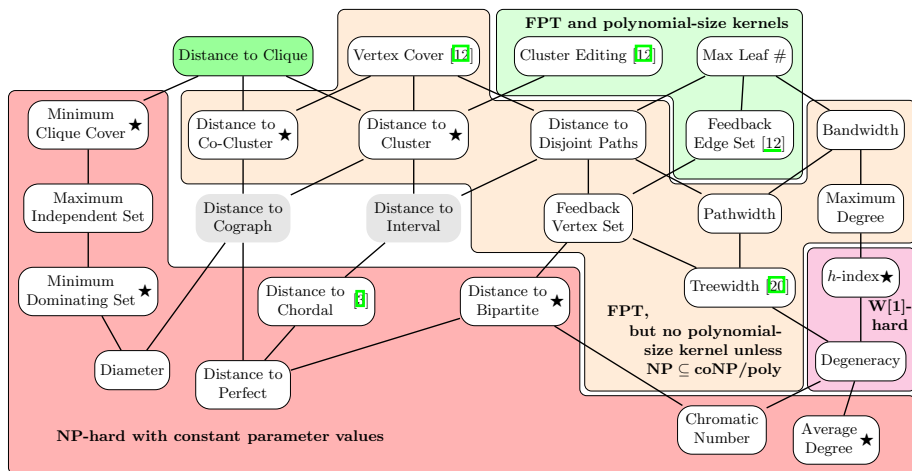 FPT and polynomial-size kernels
Distance to Clique
Vertex Cover [12]
Cluster Editing [12]
Max Leaf #
Minimum
Clique Cover ★
Distance to
Co-Cluster ★
Distance to
Cluster ★
Distance to
Disjoint Paths
Feedback
Edge Set [12]
Bandwidth
Maximum
Independent Set
Distance to
Cograph
Distance to
Interval
Feedback
Vertex Set
Pathwidth
Maximum
Degree
Minimum
Dominating Set ★
Distance to
Chordal [3]
Distance to
Bipartite ★
Treewidth [20]
h-index★
W[1]-
hard
FPT,
but no polynomial-
size kernel unless
NP ⊆ coNP/poly
Diameter
Distance to
Perfect
Degeneracy
Chromatic
Number
Average
Degree ★
NP-hard with constant parameter values